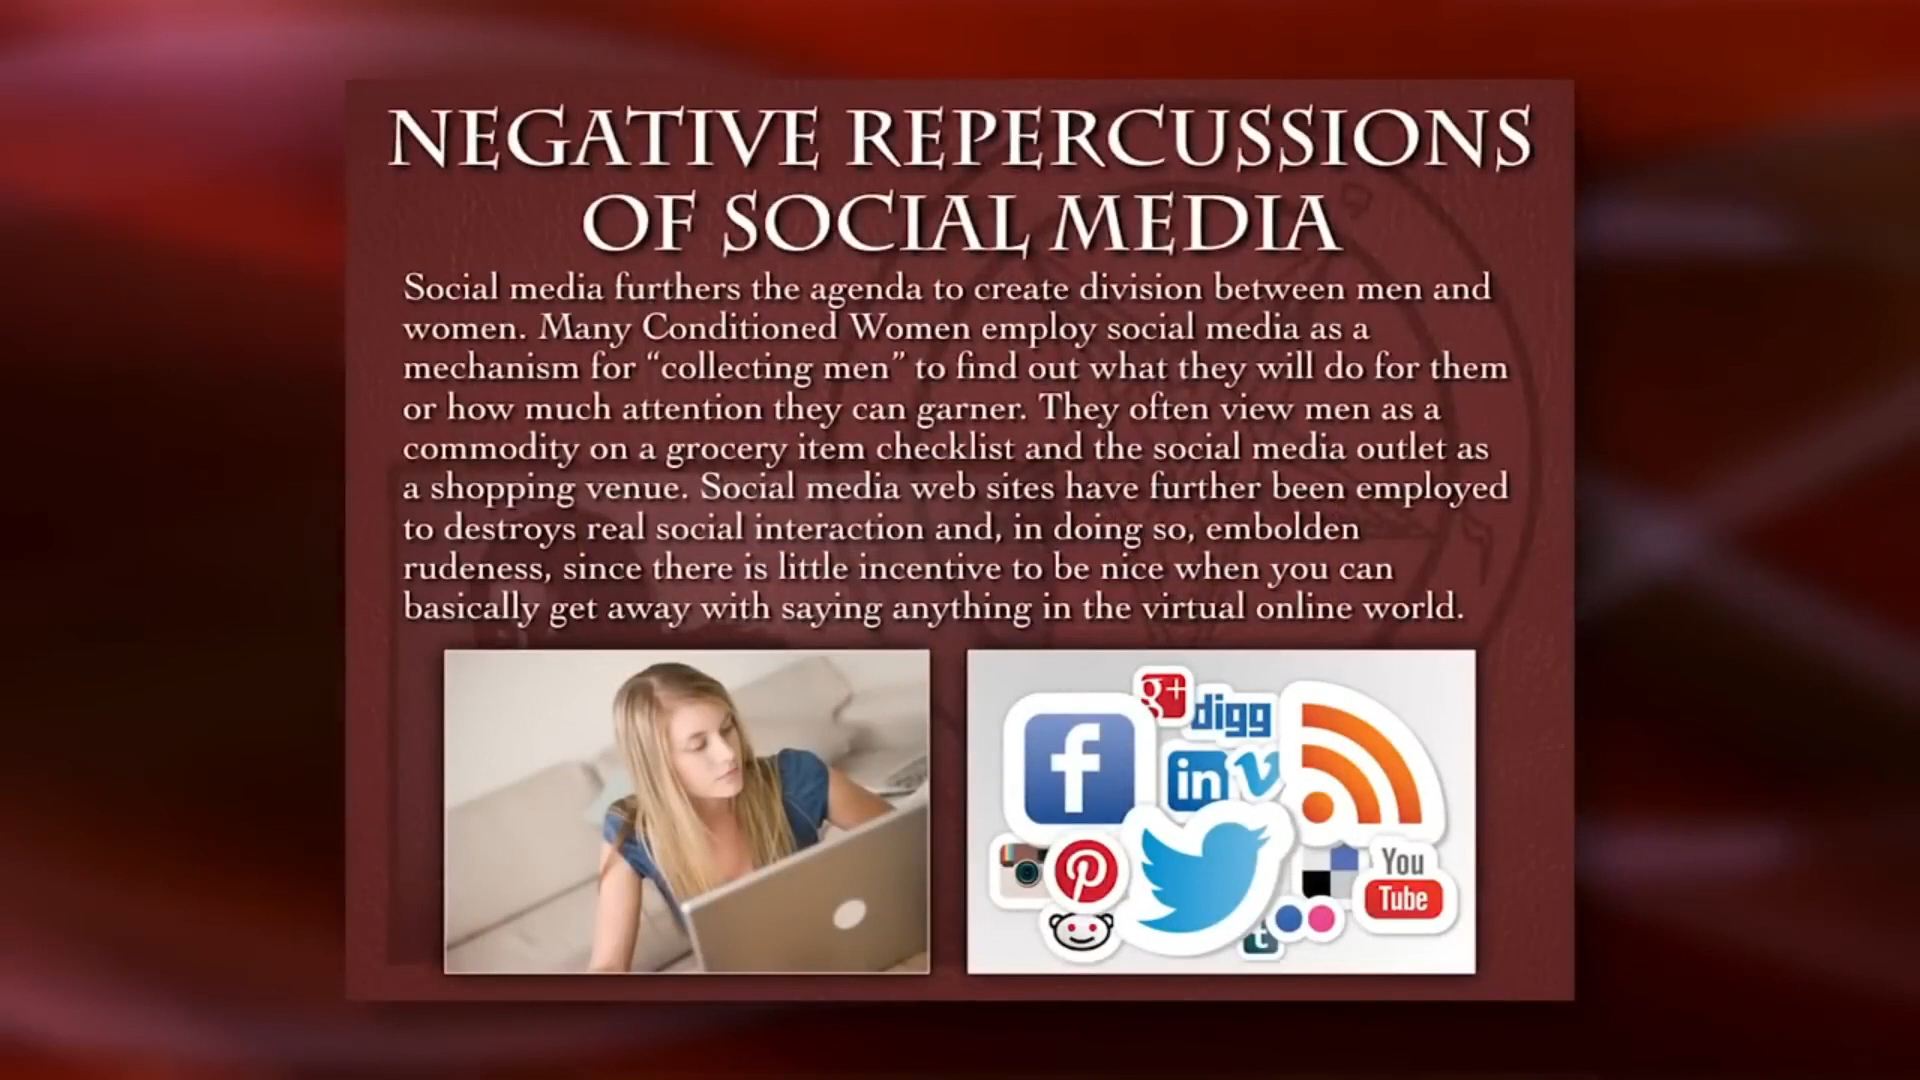 NEGATIVE REPERCUSSIONS
OF SOCIAL MEDIA
Social media furthers the agenda to create division between men and
women. Many Conditioned Women employ social media as a
mechanism for “collecting men” to find out what they will do for them
or how much attention they can garner. They often view men as a
commodity on a grocery item checklist and the social media outlet as
a shopping venue. Social media web sites have further been employed
to destroys real social interaction and, in doing so, embolden
rudeness, since there is little incentive to be nice when you can
basically get away with saying anything in the virtual online world.
g+
digg
f
in
v
You
Tube
t